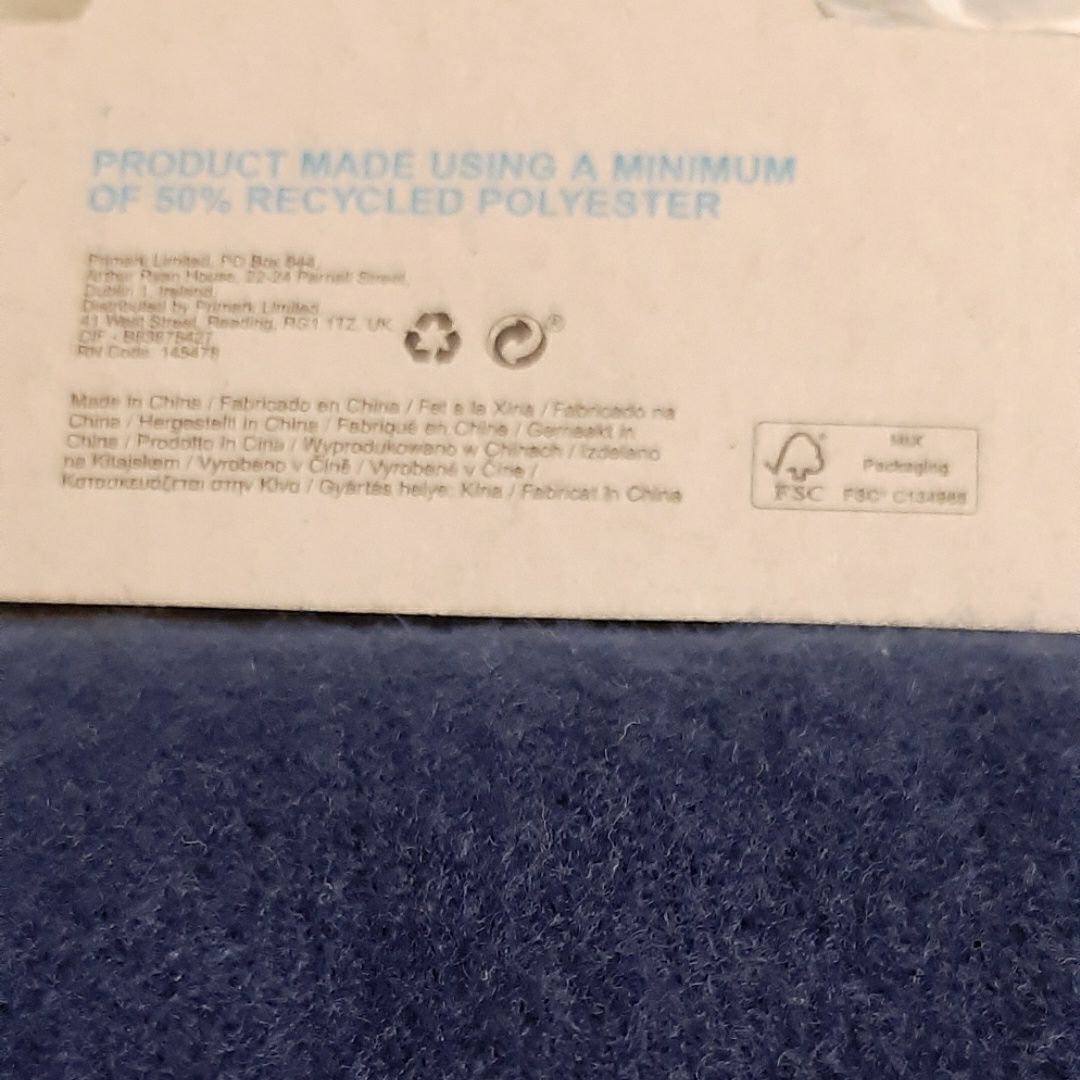 PRODUCT MADE USING A MINIMUM
OF 50% RECYCLED POLYESTER
Primark Limited, PO Box 644,
Arthur Ryan House, 22-24 Parnell Street,
Dublin 1, Ireland.
Distributed by Primark Limited
41 West Street, Reading, RG1 1TZ, UK
CIF -
RN Code: 145478
Made in China / Fabricado en China / Fet a la Xina / Fabricado na
China / Hergestellt in China / Fabriqué en Chine / Gemaakt in
China / Prodotto in Cina / Wyprodukowano w Chinach / Izdelano
na Kitajskem / Vyrobeno v Číně / Vyrobené v Číne /
Κατασκευάζεται στην Κίνα / Gyártás helye: Kína / Fabricat în China
MIX
Packaging
FSC
FSC® C134988